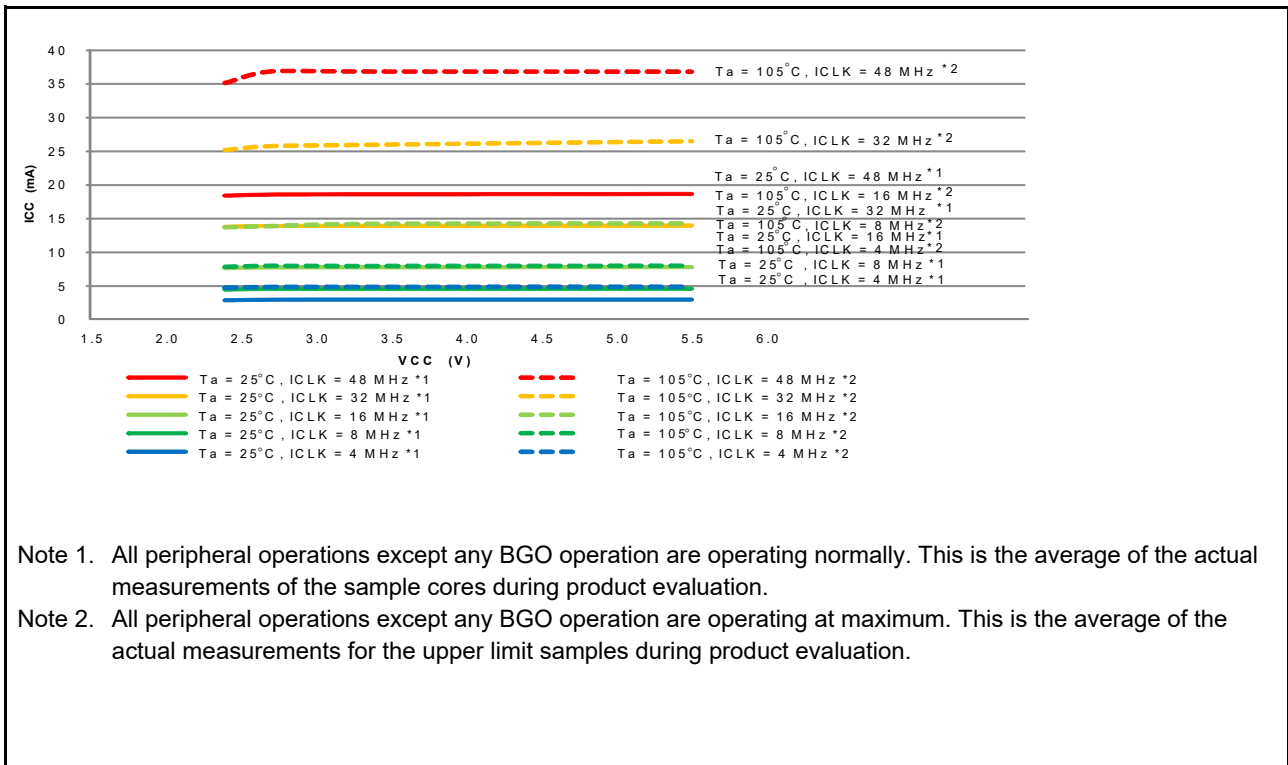 40
35
30
25
20
15
10
5
0
ICC (mA)
1.5 2.0 2.5 3.0 3.5 4.0 4.5 5.0 5.5 6.0
VCC (V)
Ta = 105°C, ICLK = 48 MHz *2
Ta = 105°C, ICLK = 32 MHz *2
Ta = 25°C, ICLK = 48 MHz *1
Ta = 105°C, ICLK = 16 MHz *2
Ta = 25°C, ICLK = 32 MHz *1
Ta = 105°C, ICLK = 8 MHz *2
Ta = 25°C, ICLK = 16 MHz *1
Ta = 105°C, ICLK = 4 MHz *2
Ta = 25°C, ICLK = 8 MHz *1
Ta = 25°C, ICLK = 4 MHz *1
Ta = 25°C, ICLK = 48 MHz *1 Ta = 105°C, ICLK = 48 MHz *2
Ta = 25°C, ICLK = 32 MHz *1 Ta = 105°C, ICLK = 32 MHz *2
Ta = 25°C, ICLK = 16 MHz *1 Ta = 105°C, ICLK = 16 MHz *2
Ta = 25°C, ICLK = 8 MHz *1 Ta = 105°C, ICLK = 8 MHz *2
Ta = 25°C, ICLK = 4 MHz *1 Ta = 105°C, ICLK = 4 MHz *2
Note 1. All peripheral operations except any BGO operation are operating normally. This is the average of the actual
measurements of the sample cores during product evaluation.
Note 2. All peripheral operations except any BGO operation are operating at maximum. This is the average of the
actual measurements for the upper limit samples during product evaluation.